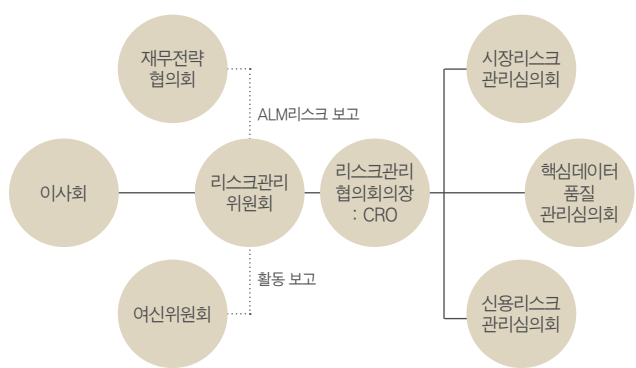 재무전략
협의회
시장리스크
관리심의회
ALM리스크 보고
이사회
리스크관리
위원회
리스크관리
협의회의장
: CRO
핵심데이터
품질
관리심의회
활동 보고
여신위원회
신용리스크
관리심의회